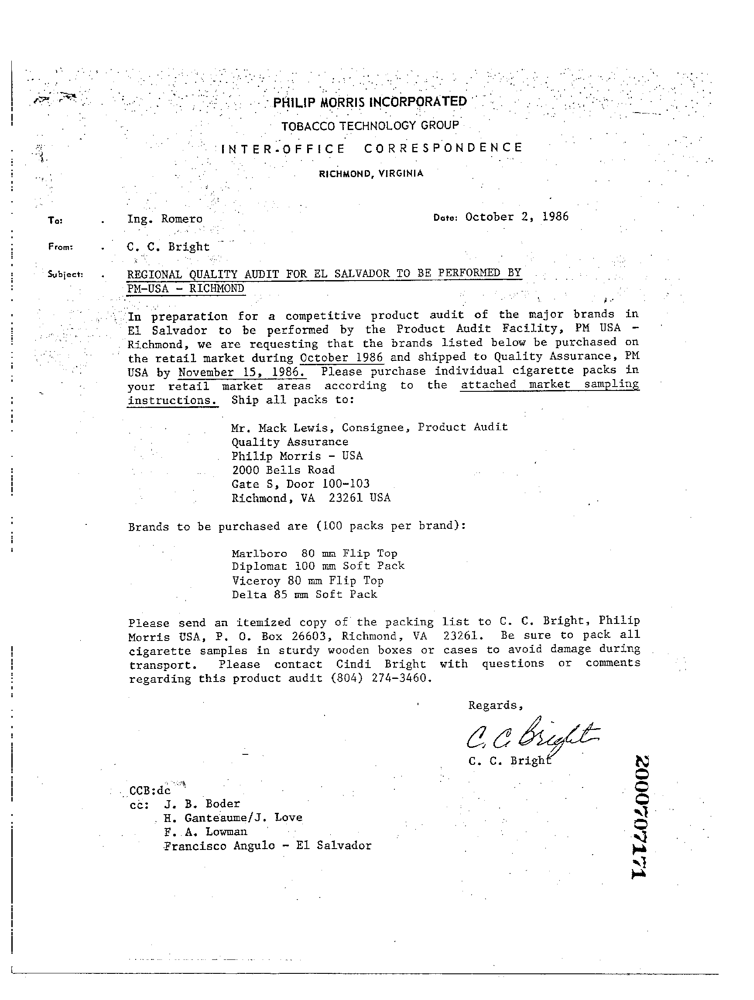 PHILIP MORRIS INCORPORATED
TOBACCO TECHNOLOGY GROUP
INTER-OFFICE CORRESPONDENCE
RICHMOND, VIRGINIA
To: . Ing. Romero Date: October 2, 1986
From: . C. C. Bright
Subject: . REGIONAL QUALITY AUDIT FOR EL SALVADOR TO BE PERFORMED BY
PM-USA - RICHMOND
In preparation for a competitive product audit of the major brands in
El Salvador to be performed by the Product Audit Facility, PM USA -
Richmond, we are requesting that the brands listed below be purchased on
the retail market during October 1986 and shipped to Quality Assurance, PM
USA by November 15, 1986. Please purchase individual cigarette packs in
your retail market areas according to the attached market sampling
instructions. Ship all packs to:
Mr. Mack Lewis, Consignee, Product Audit
Quality Assurance
Philip Morris - USA
2000 Bells Road
Gate S, Door 100-103
Richmond, VA 23261 USA
Brands to be purchased are (100 packs per brand):
Marlboro 80 mm Flip Top
Diplomat 100 mm Soft Pack
Viceroy 80 mm Flip Top
Delta 85 mm Soft Pack
Please send an itemized copy of the packing list to C. C. Bright, Philip
Morris USA, P. O. Box 26603, Richmond, VA 23261. Be sure to pack all
cigarette samples in sturdy wooden boxes or cases to avoid damage during
transport. Please contact Cindi Bright with questions or comments
regarding this product audit (804) 274-3460.
Regards,
C. C. Bright
C. C. Bright
CCB:dc
cc: J. B. Boder
H. Ganteaume/J. Love
F. A. Lowman
Francisco Angulo - El Salvador
2000707171